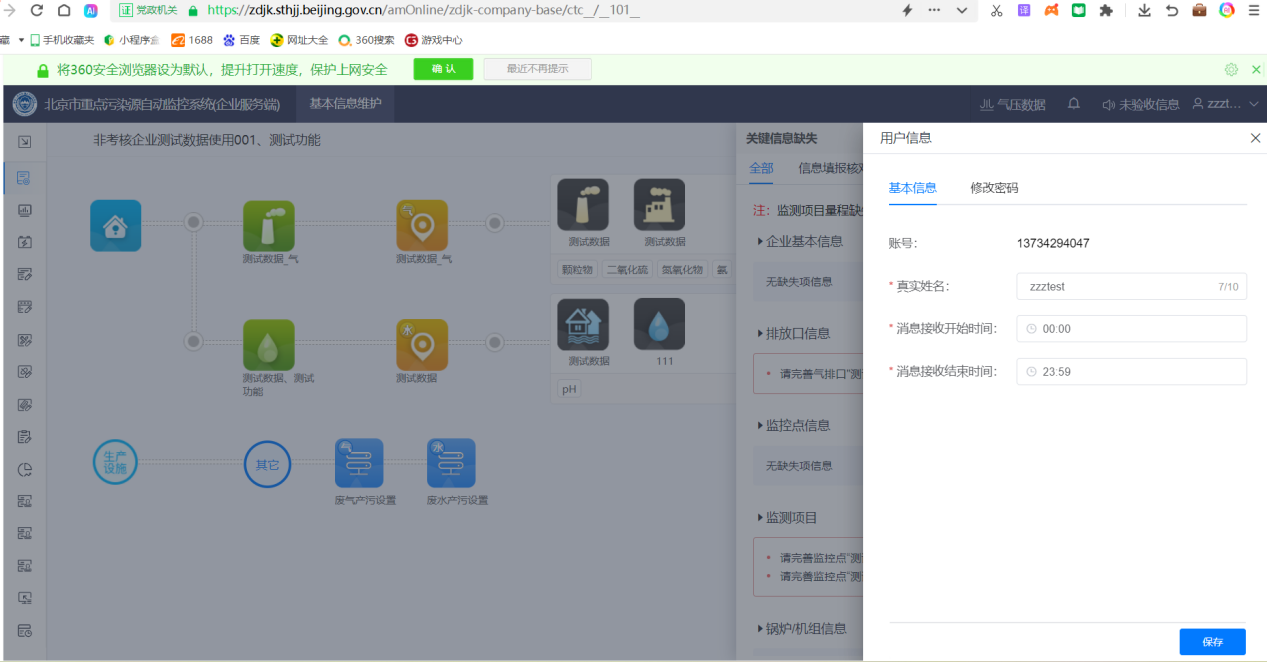 证 党政机关 https://zdjk.sthjj.beijing.gov.cn/amOnline/zdjk-company-base/ctc__/__101__
藏 手机收藏夹 小程序 1688 百度 网址大全 360搜索 游戏中心
将360安全浏览器设为默认，提升打开速度，保护上网安全 确认 最近不再提示
北京市重点污染源自动监控系统(企业服务端) 基本信息维护 气压数据 未验收信息 zzzt...
非考核企业测试数据使用001、测试功能
关键信息缺失
全部 信息填报核
注：监测项目量程缺
企业基本信息
无缺失项信息
排放口信息
请完善气排口"测
监控点信息
无缺失项信息
监测项目
请完善监控点"测
请完善监控点"测
锅炉/机组信息
气
测试数据_气 测试数据_气 测试数据 测试数据
颗粒物 二氧化硫 氮氧化物 氨
水
测试数据、测试
功能
测试数据 测试数据 111
pH
生产
设施
其它
气 水
废气产污设置 废水产污设置
用户信息
基本信息 修改密码
账号： 13734294047
* 真实姓名： zzztest 7/10
* 消息接收开始时间： 00:00
* 消息接收结束时间： 23:59
保存